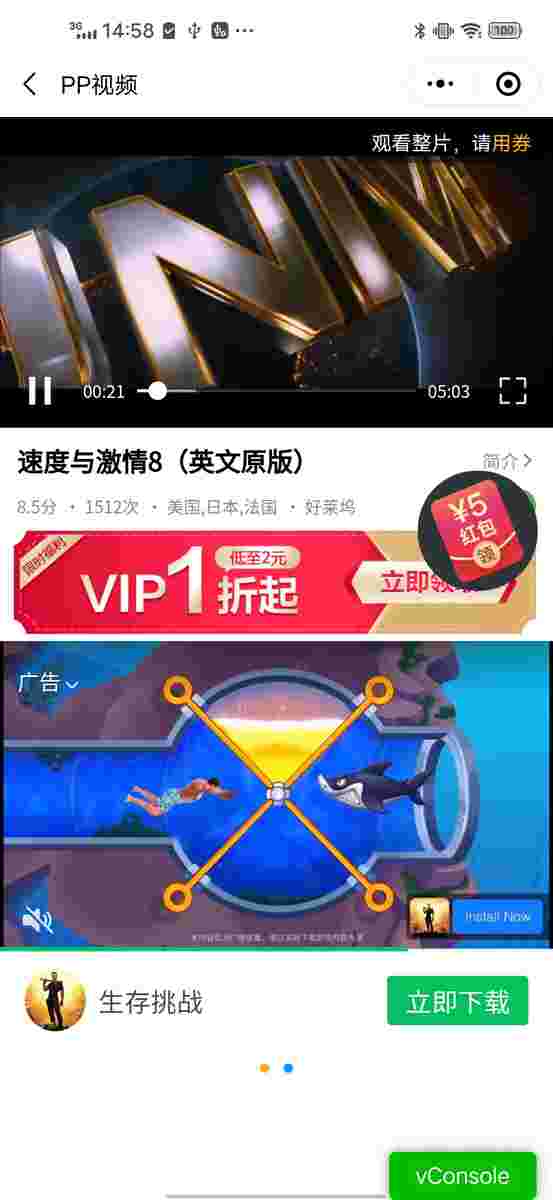 3G 14:58 100
PP视频
观看整片，请用券
INNM
00:21 05:03
速度与激情8（英文原版）
简介
8.5分 · 1512次 · 美国,日本,法国 · 好莱坞
¥5
红包
领
限时福利
VIP1折起
低至2元
立即领
广告
Install Now
生存挑战
立即下载
vConsole